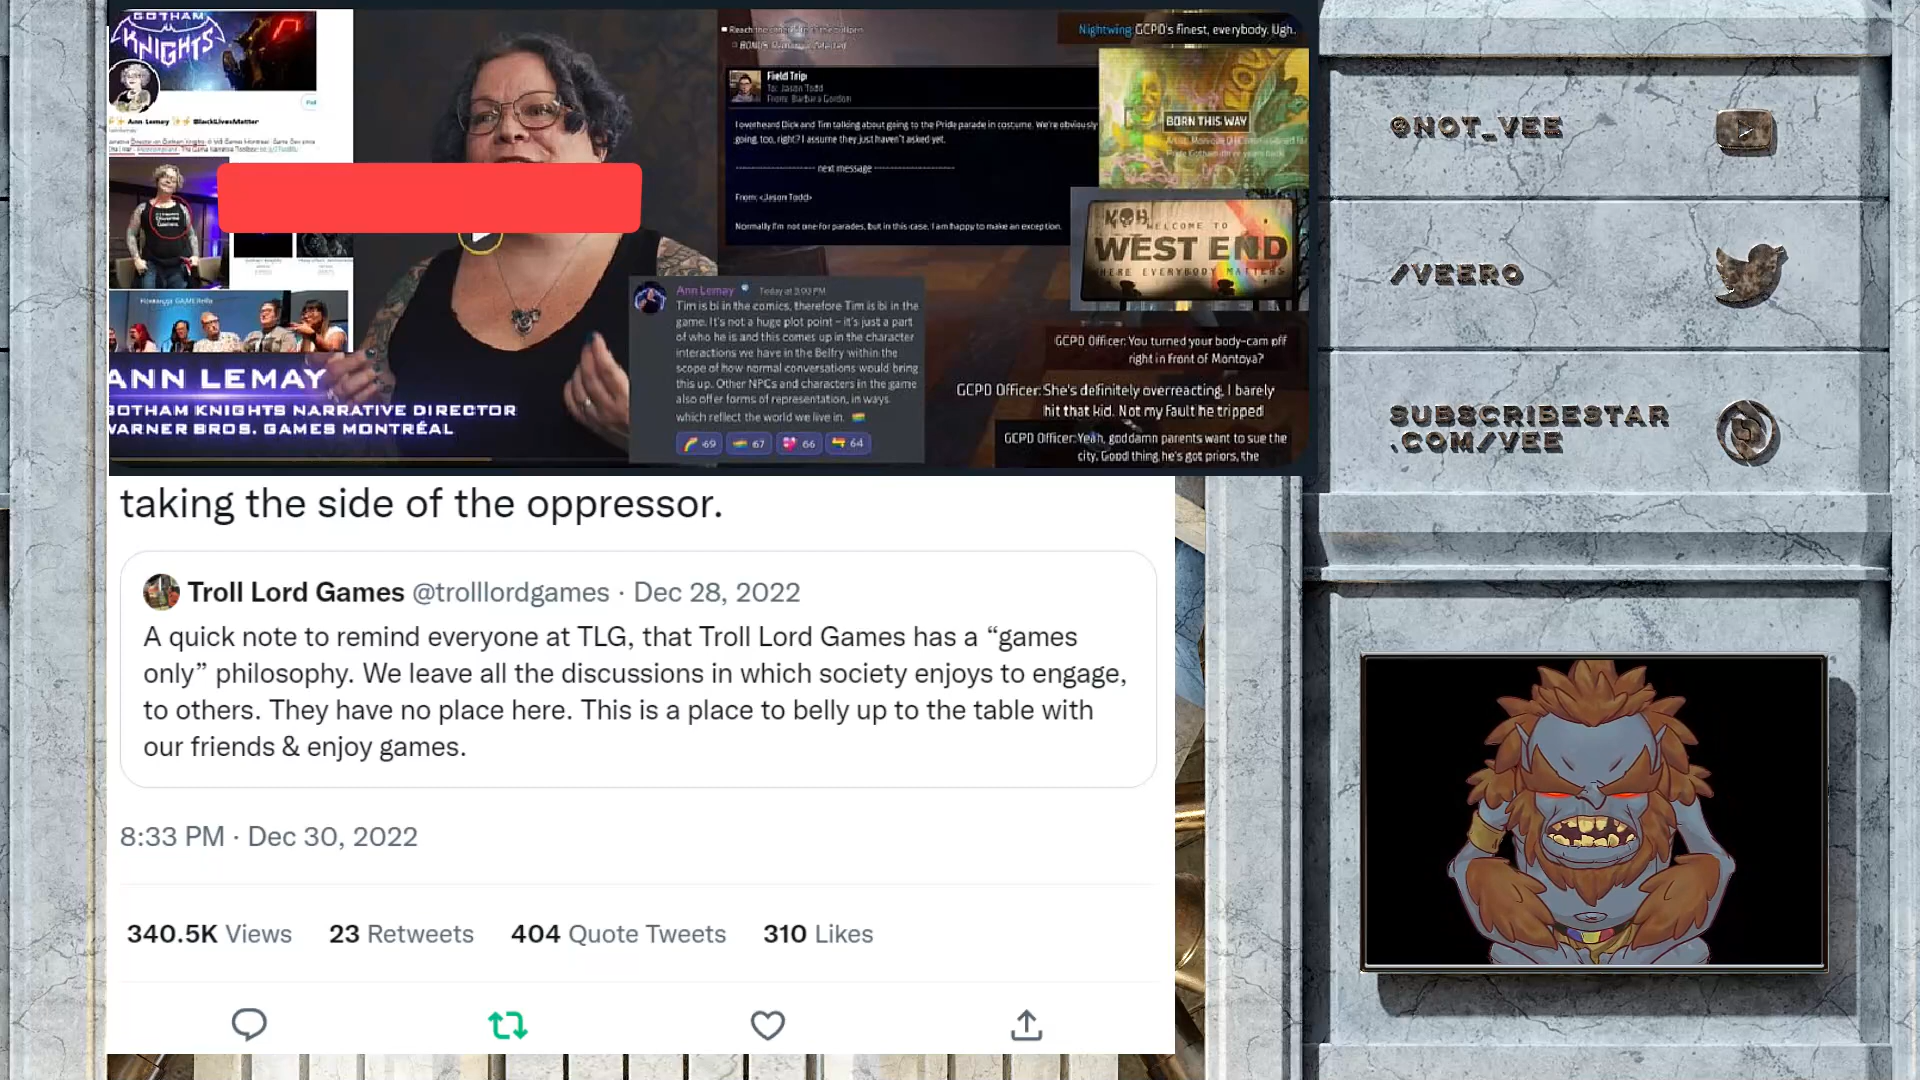 GOTHAM
KNIGHTS
Ann Lemay
#BlackLivesMatter
ANN LEMAY
GOTHAM KNIGHTS NARRATIVE DIRECTOR
WARNER BROS. GAMES MONTRÉAL
Field Trip
To: Jason Todd
From: Barbara Gordon
I overheard Dick and Tim talking about going to the Pride parade in costume. We're obviously
going, too, right? I assume they just haven't asked yet.
next message
From: <Jason Todd>
Normally I'm not one for parades, but in this case, I am happy to make an exception.
Nightwing GCPD's finest, everybody. Ugh.
BORN THIS WAY
WELCOME TO
WEST END
WHERE EVERYBODY MATTERS
Ann Lemay Today at 3:00 PM
Tim is bi in the comics, therefore Tim is bi in the
game. It's not a huge plot point – it's just a part
of who he is and this comes up in the character
interactions we have in the Belfry within the
scope of how normal conversations would bring
this up. Other NPCs and characters in the game
also offer forms of representation, in ways
which reflect the world we live in.
69 67 66 64
GCPD Officer: You turned your body-cam off
right in front of Montoya?
GCPD Officer: She's definitely overreacting, I barely
hit that kid. Not my Fault he tripped
GCPD Officer: Yeah, goddamn parents want to sue the
city. Good thing he's got priors, the
taking the side of the oppressor.
Troll Lord Games @trolllordgames · Dec 28, 2022
A quick note to remind everyone at TLG, that Troll Lord Games has a “games
only” philosophy. We leave all the discussions in which society enjoys to engage,
to others. They have no place here. This is a place to belly up to the table with
our friends & enjoy games.
8:33 PM · Dec 30, 2022
340.5K Views 23 Retweets 404 Quote Tweets 310 Likes
@NOT_VEE
/VEERO
SUBSCRIBESTAR
.COM/VEE